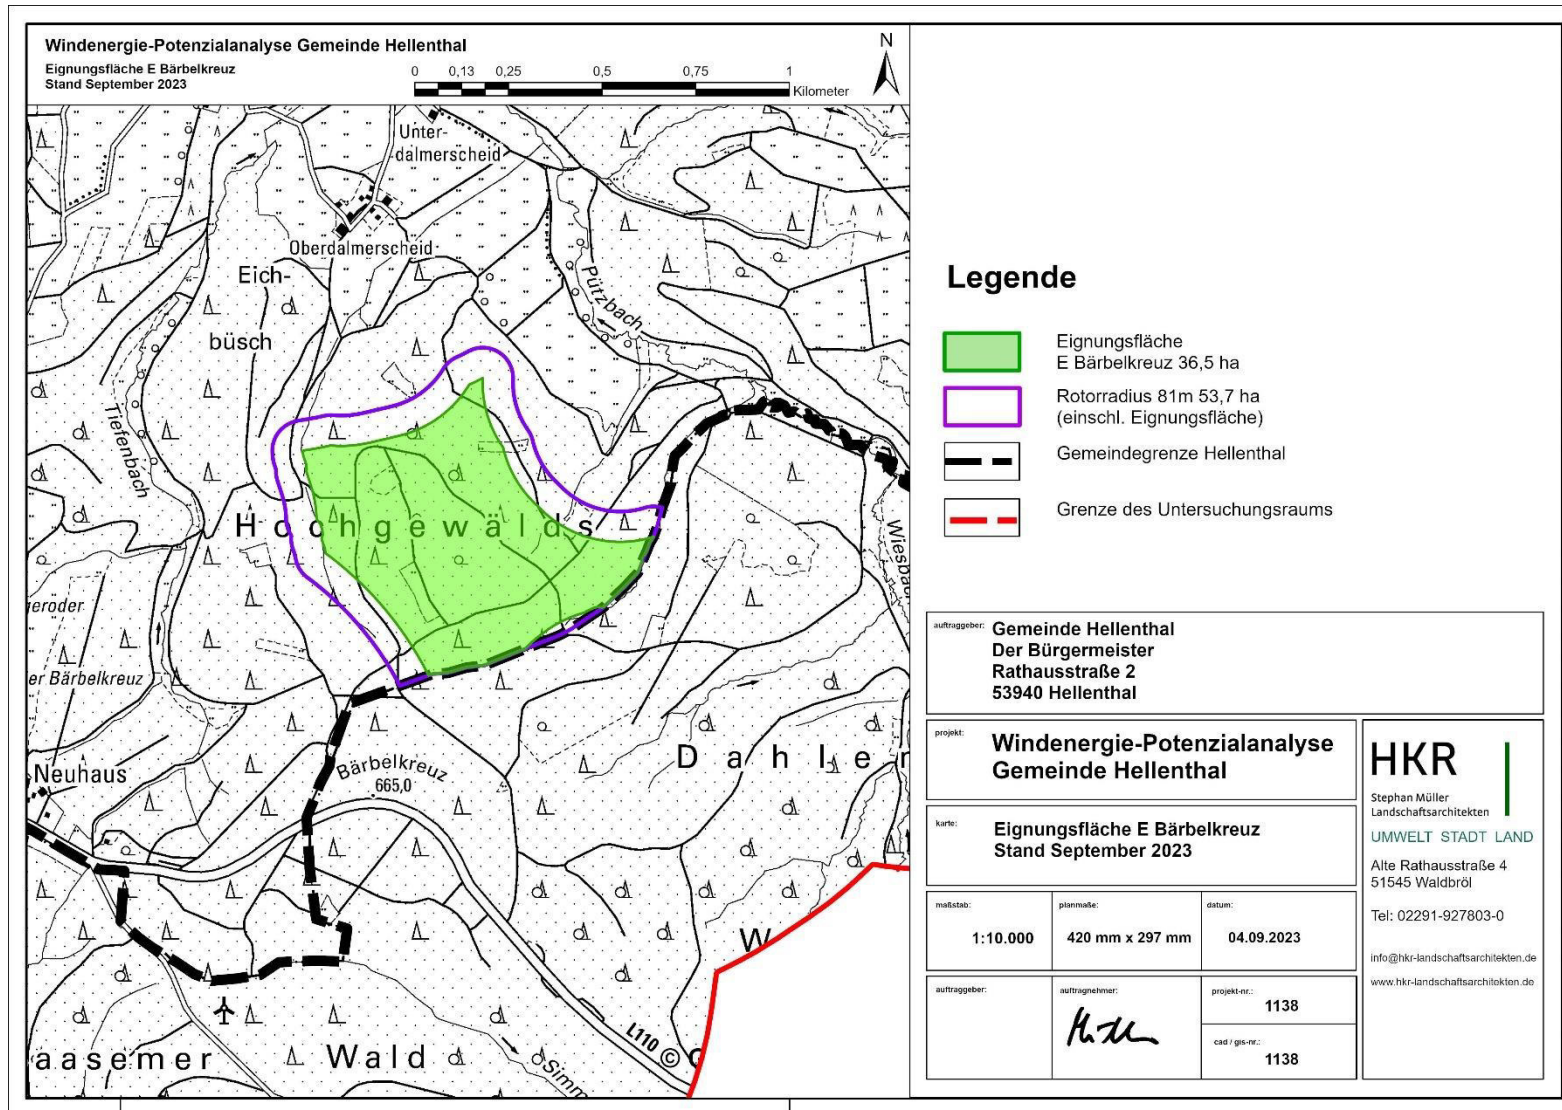 Windenergie-Potenzialanalyse Gemeinde Hellenthal
Eignungsfläche E Bärbelkreuz
Stand September 2023
0 0,13 0,25 0,5 0,75 1
Kilometer
N
Unter-
dalmerscheid
Oberdalmerscheid
Eich-
büsch
Pützbach
Tiefenbach
Hochgewälds
Wiesbach
geroder
er Bärbelkreuz
Neuhaus
Bärbelkreuz
665,0
Dahler
W
L110 ©
aasemer Wald
Simm
Legende
Eignungsfläche
E Bärbelkreuz 36,5 ha
Rotorradius 81m 53,7 ha
(einschl. Eignungsfläche)
Gemeindegrenze Hellenthal
Grenze des Untersuchungsraums
auftraggeber: Gemeinde Hellenthal
Der Bürgermeister
Rathausstraße 2
53940 Hellenthal
projekt: Windenergie-Potenzialanalyse
Gemeinde Hellenthal
karte: Eignungsfläche E Bärbelkreuz
Stand September 2023
maßstab: planmaße: datum:
1:10.000 420 mm x 297 mm 04.09.2023
auftraggeber: auftragnehmer: projekt-nr.:
1138
cad / gis-nr.:
1138
HKR
Stephan Müller
Landschaftsarchitekten
UMWELT STADT LAND
Alte Rathausstraße 4
51545 Waldbröl
Tel: 02291-927803-0
info@hkr-landschaftsarchitekten.de
www.hkr-landschaftsarchitekten.de